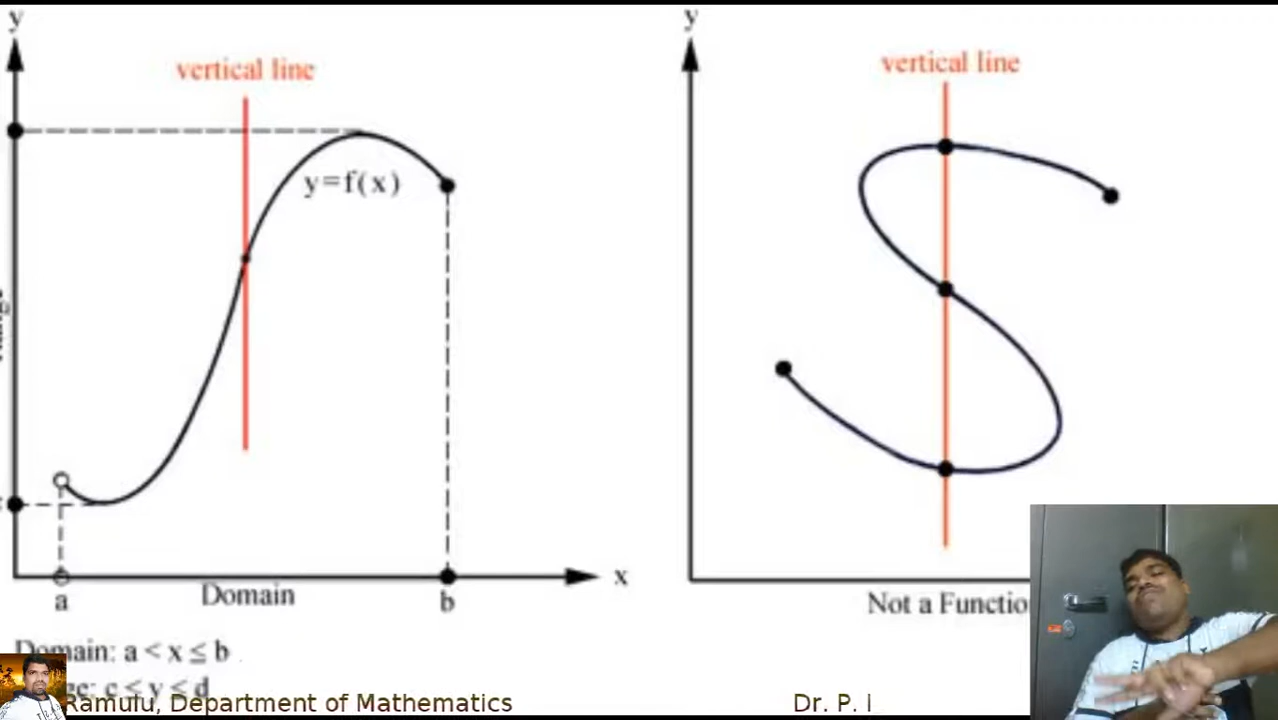 y
vertical line
y=f(x)
x
a
Domain
b
Domain: a < x ≤ b
c ≤ y ≤ d
y
vertical line
Not a Functio
Ramulu, Department of Mathematics
Dr. P. I